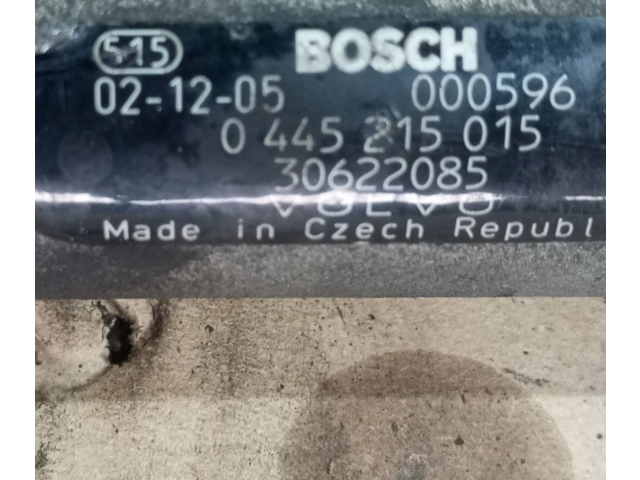 515 BOSCH
02-12-05 000596
0 445 215 015
30622085
VOLVO
Made in Czech Republ